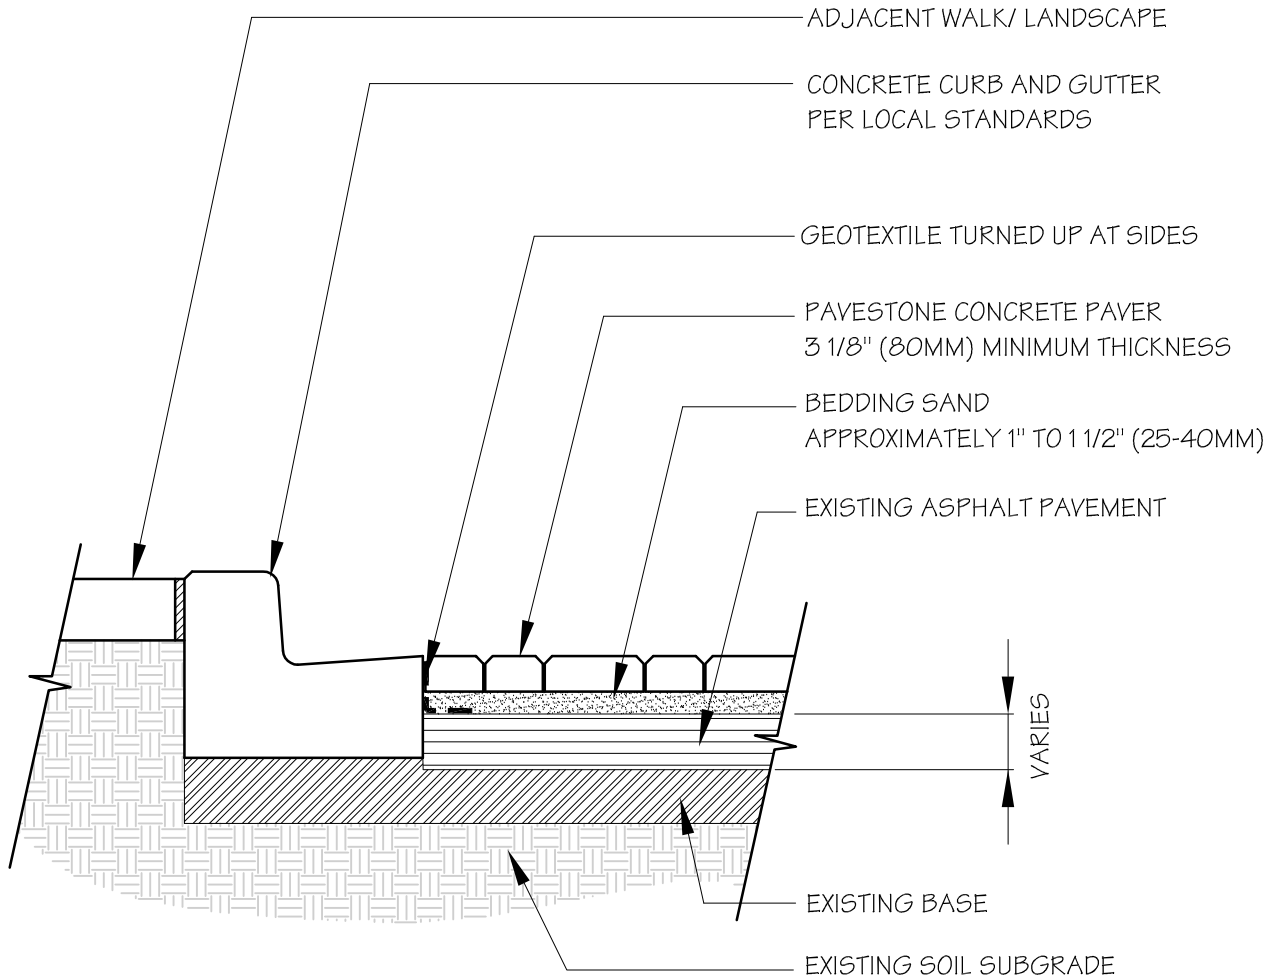 ADJACENT WALK/ LANDSCAPE
CONCRETE CURB AND GUTTER
PER LOCAL STANDARDS
GEOTEXTILE TURNED UP AT SIDES
PAVESTONE CONCRETE PAVER
3 1/8" (80MM) MINIMUM THICKNESS
BEDDING SAND
APPROXIMATELY 1" TO 1 1/2" (25-40MM)
EXISTING ASPHALT PAVEMENT
VARIES
EXISTING BASE
EXISTING SOIL SUBGRADE